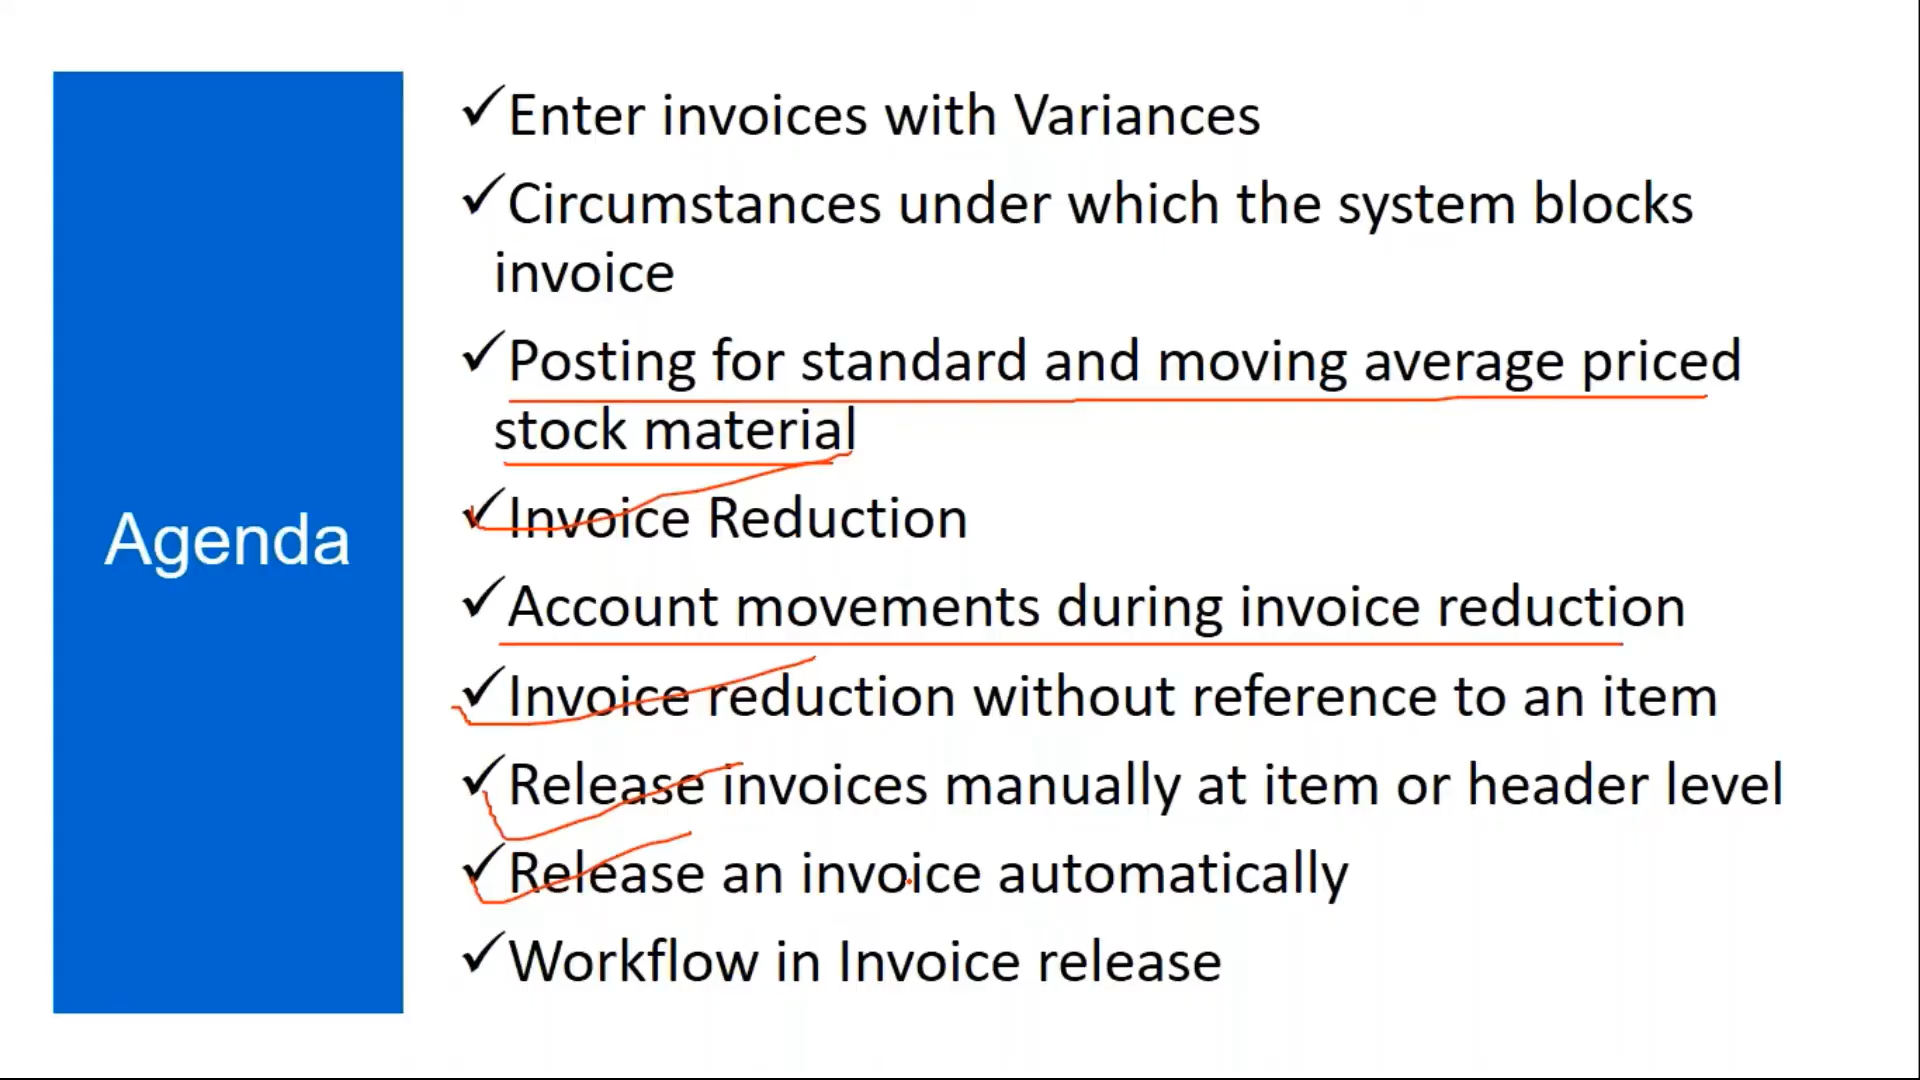 Agenda
✓Enter invoices with Variances
✓Circumstances under which the system blocks
invoice
✓Posting for standard and moving average priced
stock material
✓Invoice Reduction
✓Account movements during invoice reduction
✓Invoice reduction without reference to an item
✓Release invoices manually at item or header level
✓Release an invoice automatically
✓Workflow in Invoice release